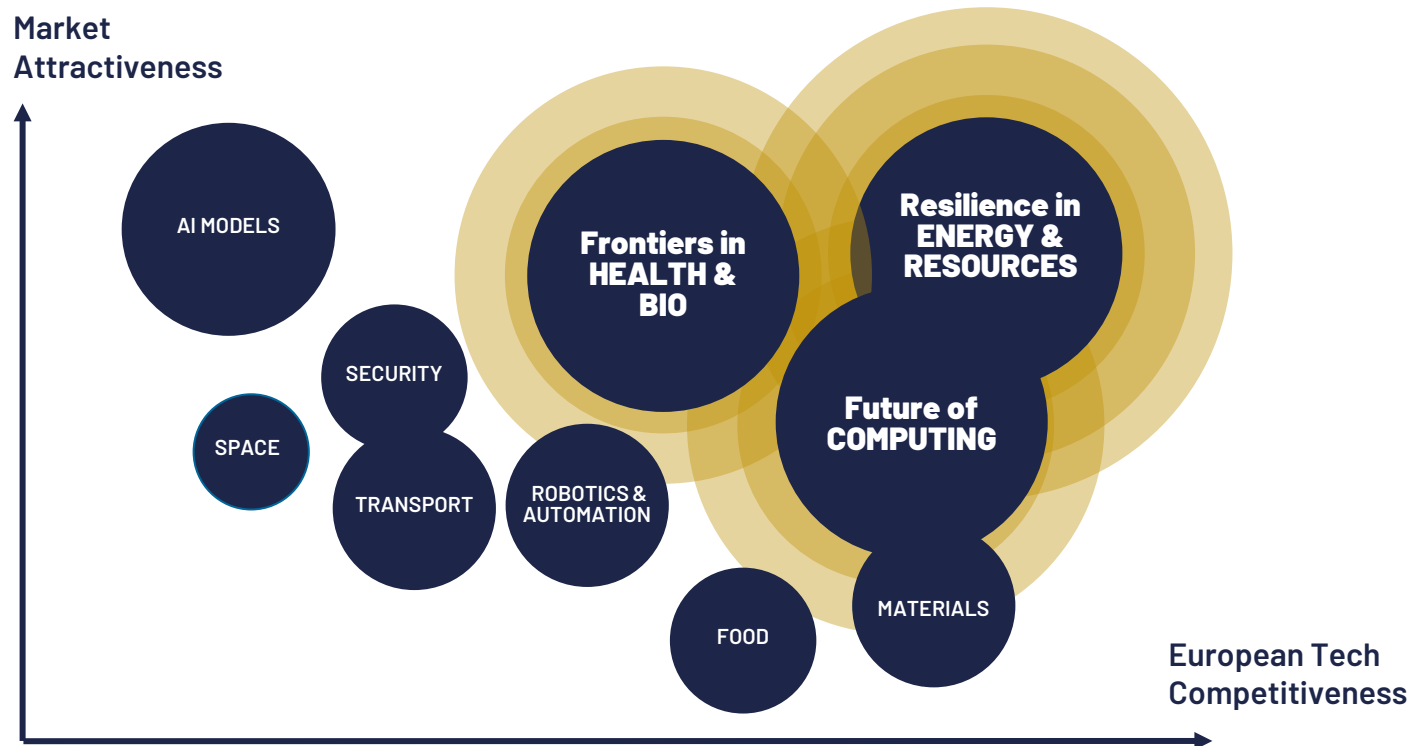 Market
Attractiveness
AI MODELS
Frontiers in
HEALTH &
BIO
Resilience in
ENERGY &
RESOURCES
SECURITY
SPACE
TRANSPORT
ROBOTICS &
AUTOMATION
Future of
COMPUTING
FOOD
MATERIALS
European Tech
Competitiveness